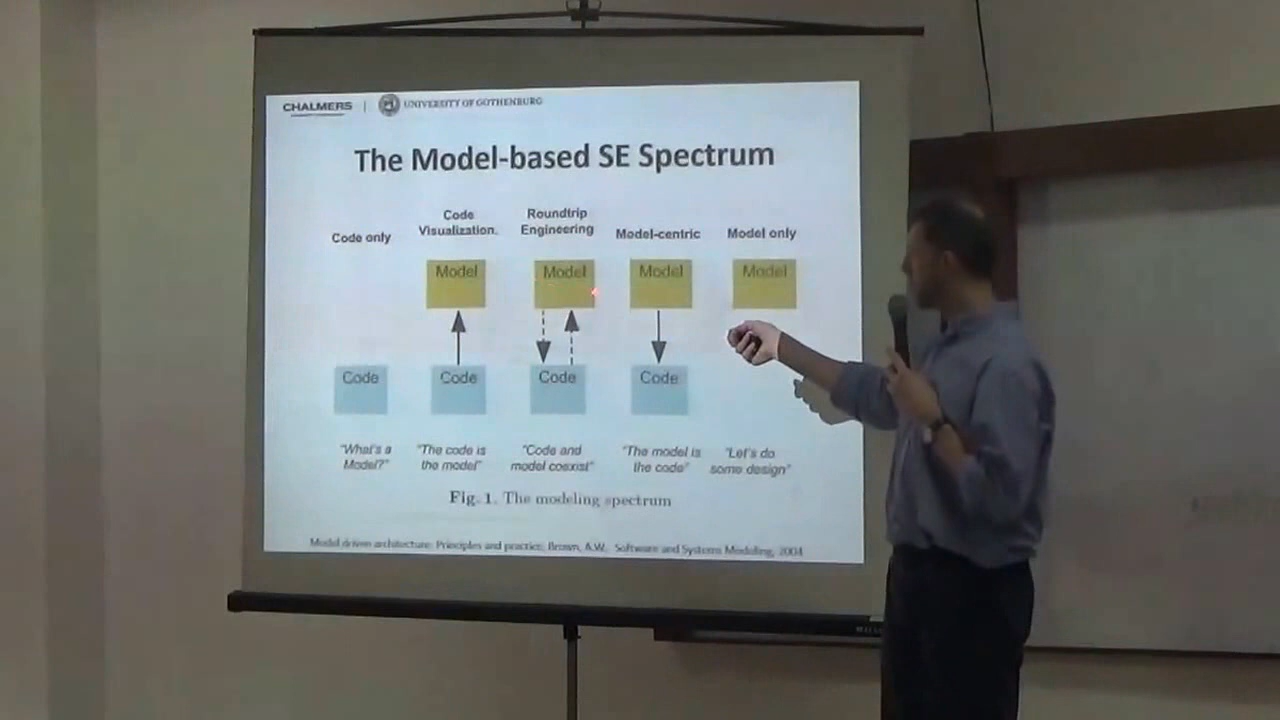 CHALMERS | UNIVERSITY OF GOTHENBURG
The Model-based SE Spectrum
Code only
Code
Visualization.
Roundtrip
Engineering
Model-centric
Model only
Model
Model
Model
Model
Code
Code
Code
Code
"What's a
Model?"
"The code is
the model"
"Code and
model coexist"
"The model is
the code"
"Let's do
some design"
Fig. 1. The modeling spectrum
Model driven architecture: Principles and practice, Brown, A.W. Software and Systems Modeling, 2004